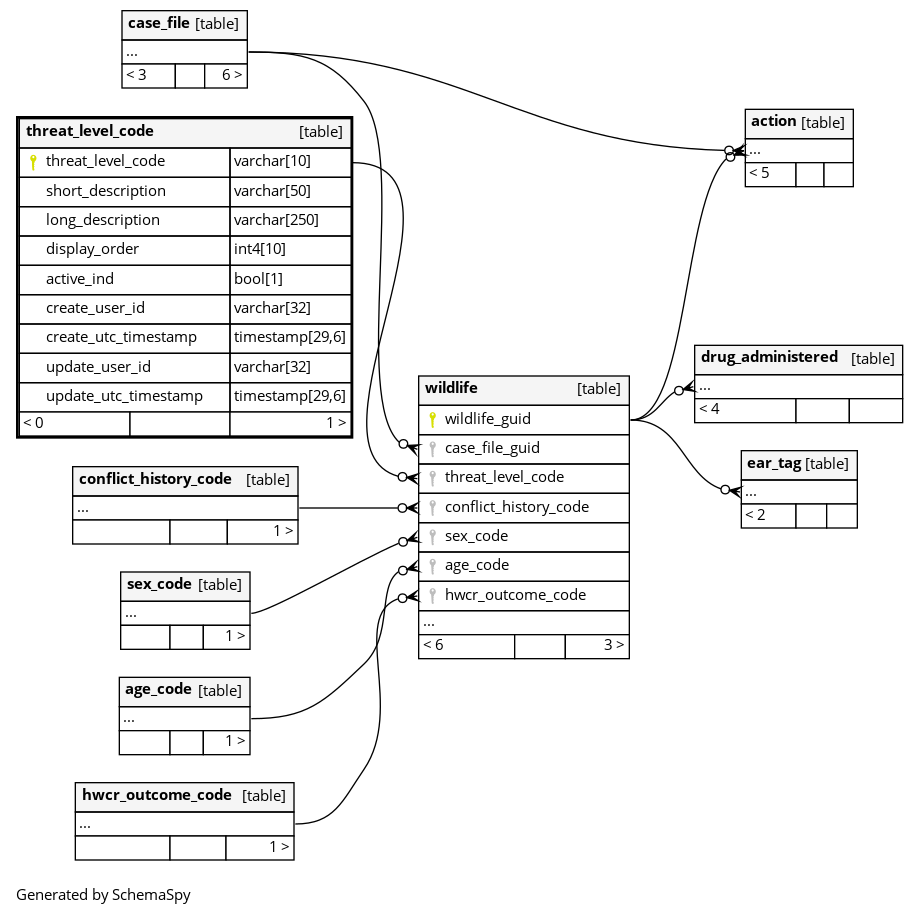 case_file [table]
...
< 3 6 >
threat_level_code [table]
threat_level_code varchar[10]
short_description varchar[50]
long_description varchar[250]
display_order int4[10]
active_ind bool[1]
create_user_id varchar[32]
create_utc_timestamp timestamp[29,6]
update_user_id varchar[32]
update_utc_timestamp timestamp[29,6]
< 0 1 >
conflict_history_code [table]
...
1 >
sex_code [table]
...
1 >
age_code [table]
...
1 >
hwcr_outcome_code [table]
...
1 >
wildlife [table]
wildlife_guid
case_file_guid
threat_level_code
conflict_history_code
sex_code
age_code
hwcr_outcome_code
...
< 6 3 >
action [table]
...
< 5
drug_administered [table]
...
< 4
ear_tag [table]
...
< 2
Generated by SchemaSpy